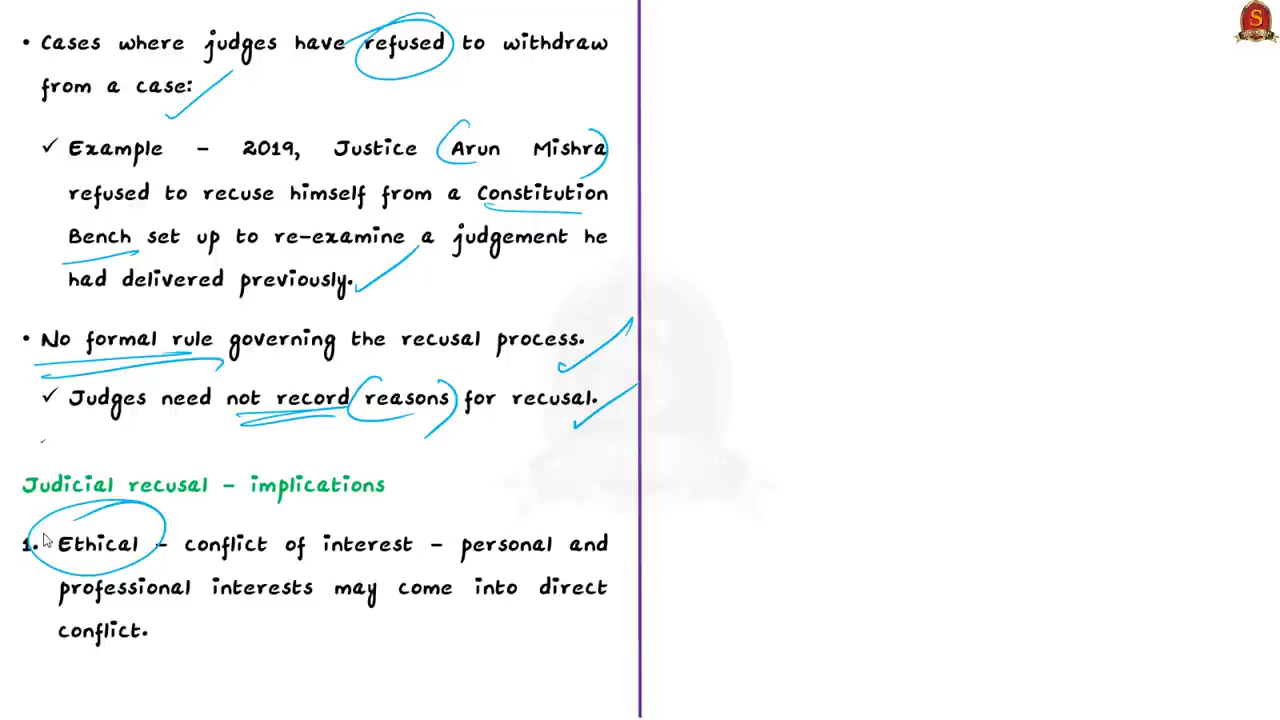 • Cases where judges have refused to withdraw
from a case:
✓ Example – 2019, Justice Arun Mishra
refused to recuse himself from a Constitution
Bench set up to re-examine a judgement he
had delivered previously.
• No formal rule governing the recusal process.
✓ Judges need not record reasons for recusal.
Judicial recusal – implications
1. Ethical – conflict of interest – personal and
professional interests may come into direct
conflict.